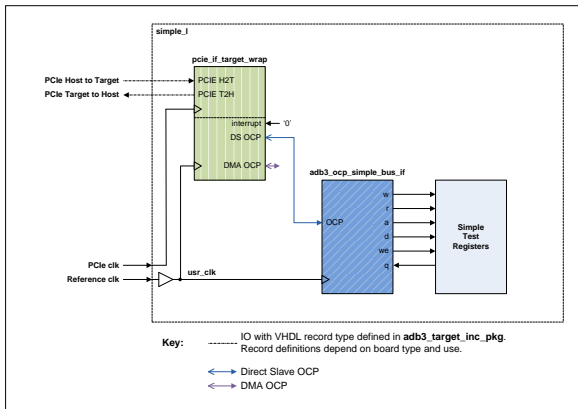 simple_I
pcie_if_target_wrap
PCIe Host to Target
PCIE H2T
PCIe Target to Host
PCIE T2H
interrupt
'0'
DS OCP
DMA OCP
adb3_ocp_simple_bus_if
w
r
OCP
a
d
we
q
Simple
Test
Registers
PCIe clk
Reference clk
usr_clk
Key:
IO with VHDL record type defined in adb3_target_inc_pkg.
Record definitions depend on board type and use.
Direct Slave OCP
DMA OCP